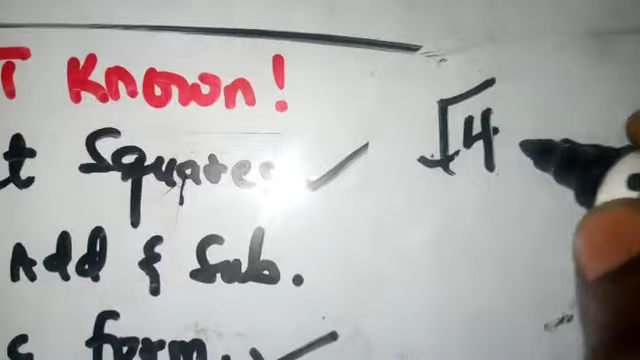 T Known!
t Squares ✓ √4
Add & Sub.
s form. ✓